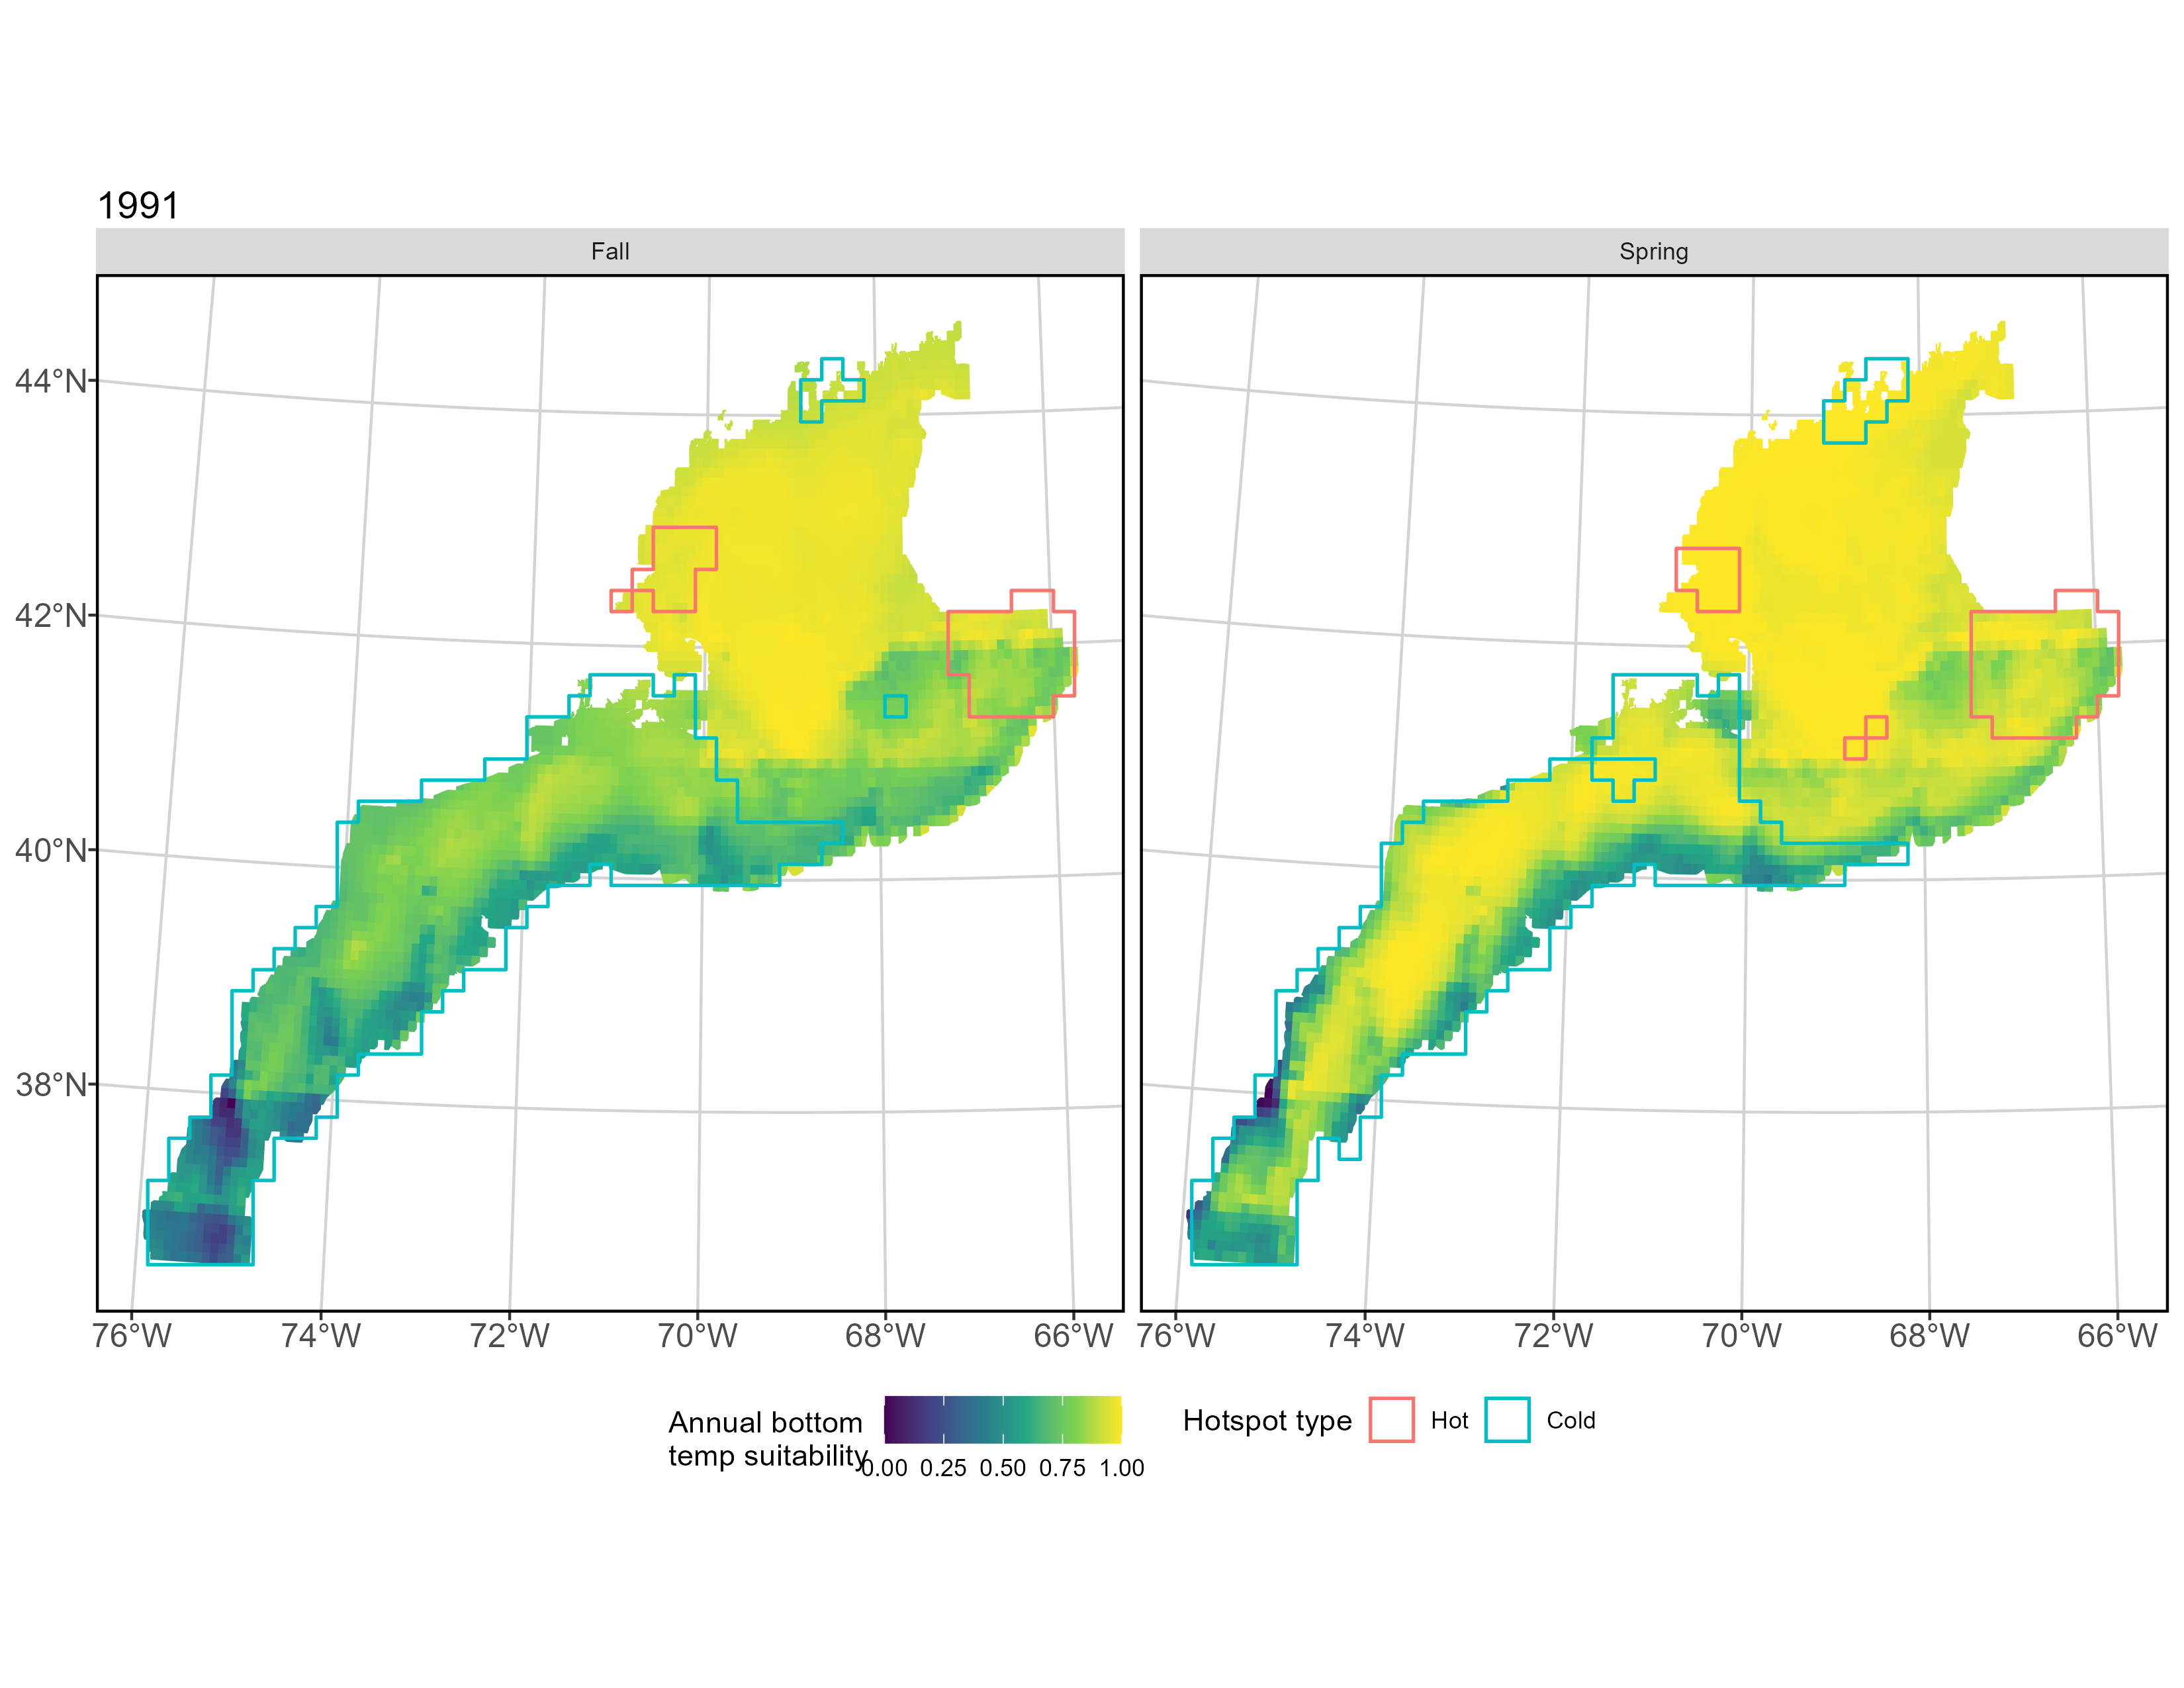 1991
Fall
Spring
44°N
42°N
40°N
38°N
76°W 74°W 72°W 70°W 68°W 66°W
76°W 74°W 72°W 70°W 68°W 66°W
Annual bottom
temp suitability
0.00 0.25 0.50 0.75 1.00
Hotspot type Hot Cold